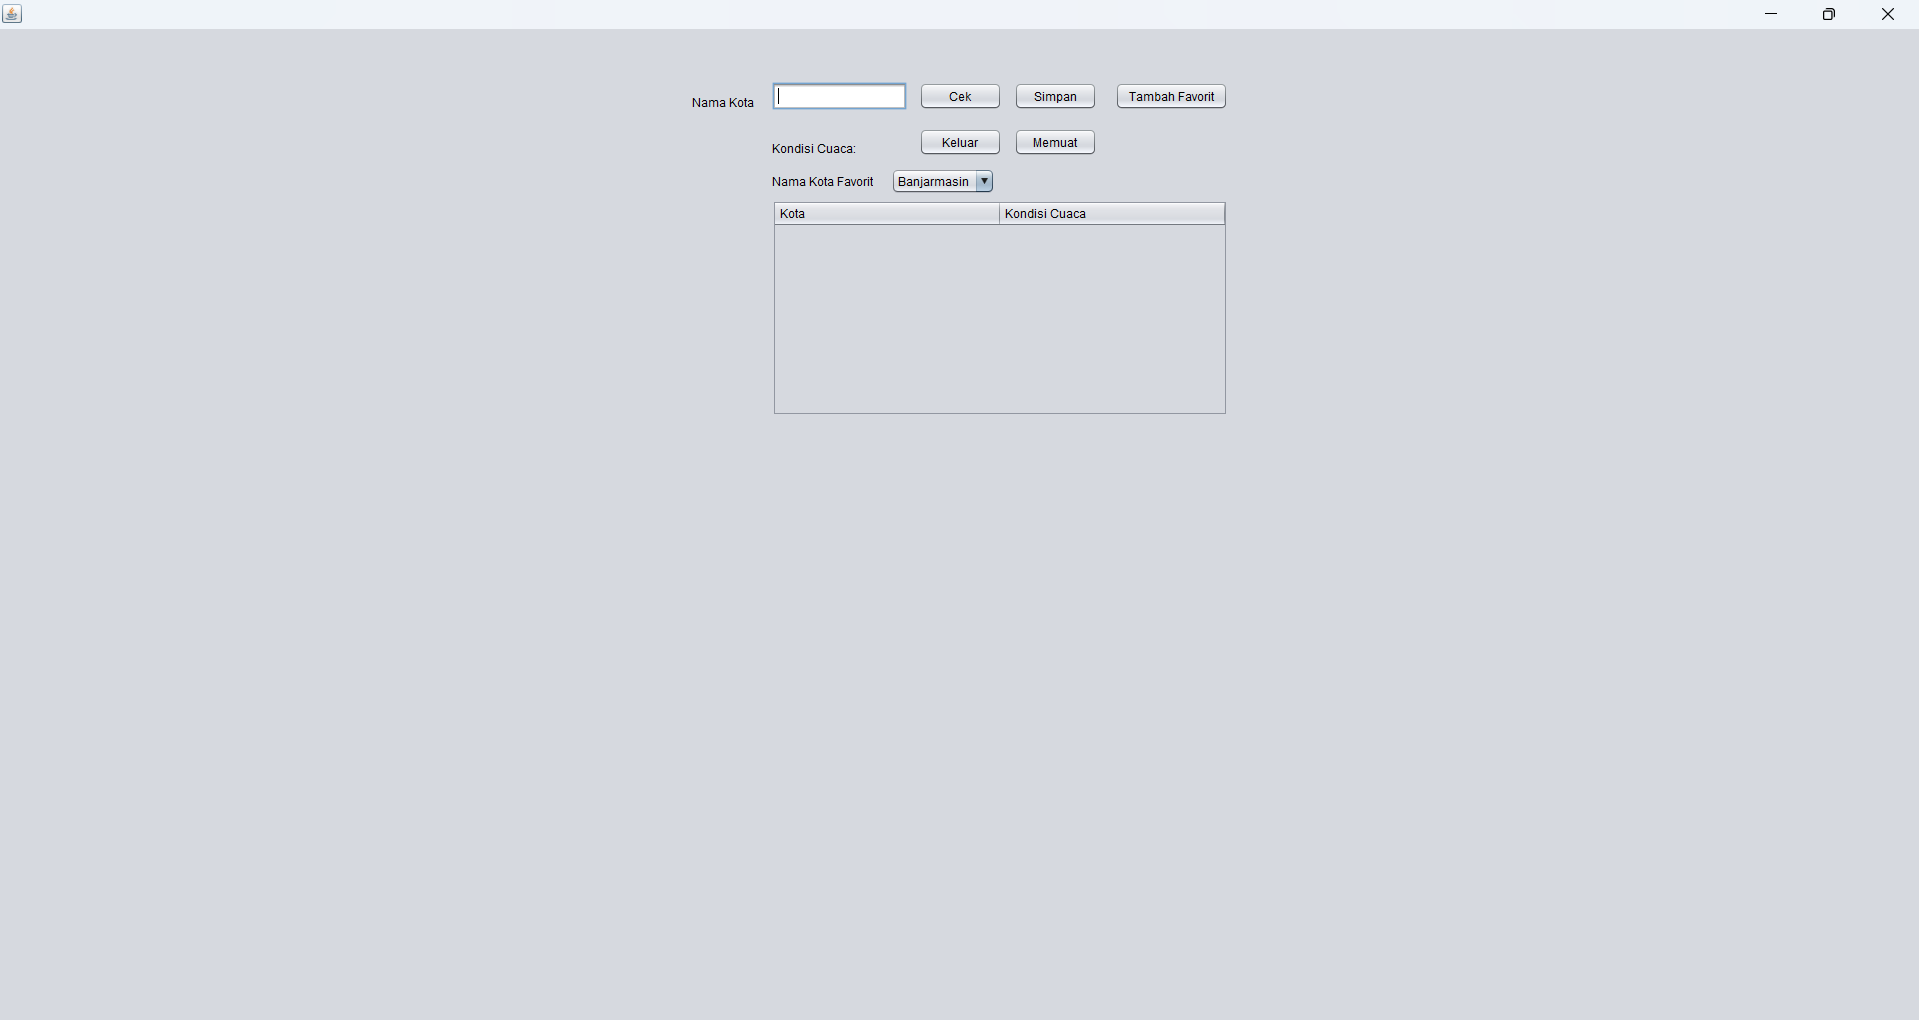 Nama Kota Cek Simpan Tambah Favorit
Kondisi Cuaca: Keluar Memuat
Nama Kota Favorit Banjarmasin
Kota Kondisi Cuaca